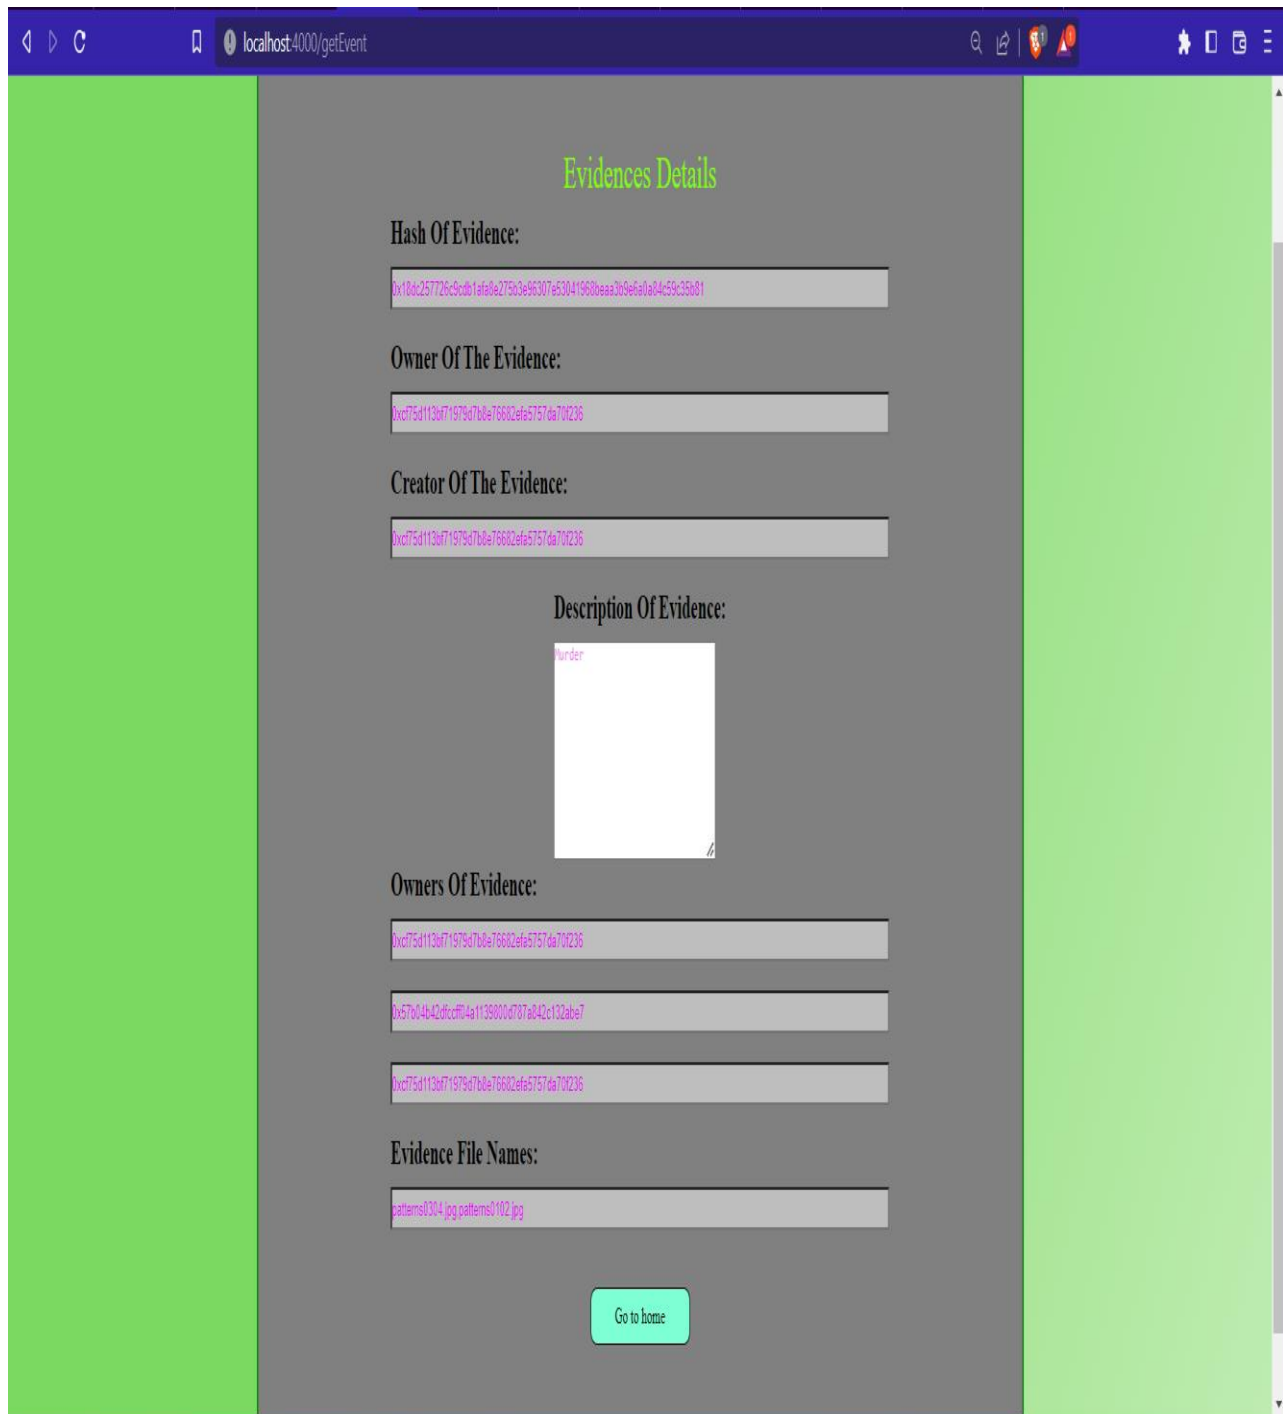 localhost:4000/getEvent
Evidences Details
Hash Of Evidence:
0x18dc257726c9cdb1afa8e275b3e96307e53041968beaa3b9e6a0a84c59c35b81
Owner Of The Evidence:
0xcf75d113bf71979d7b8e76682efa5757da70f236
Creator Of The Evidence:
0xcf75d113bf71979d7b8e76682efa5757da70f236
Description Of Evidence:
Murder
Owners Of Evidence:
0xcf75d113bf71979d7b8e76682efa5757da70f236
0x57b04b42dfccff04a1139800d787a842c132abe7
0xcf75d113bf71979d7b8e76682efa5757da70f236
Evidence File Names:
patterns0304.jpg,patterns0102.jpg
Go to home